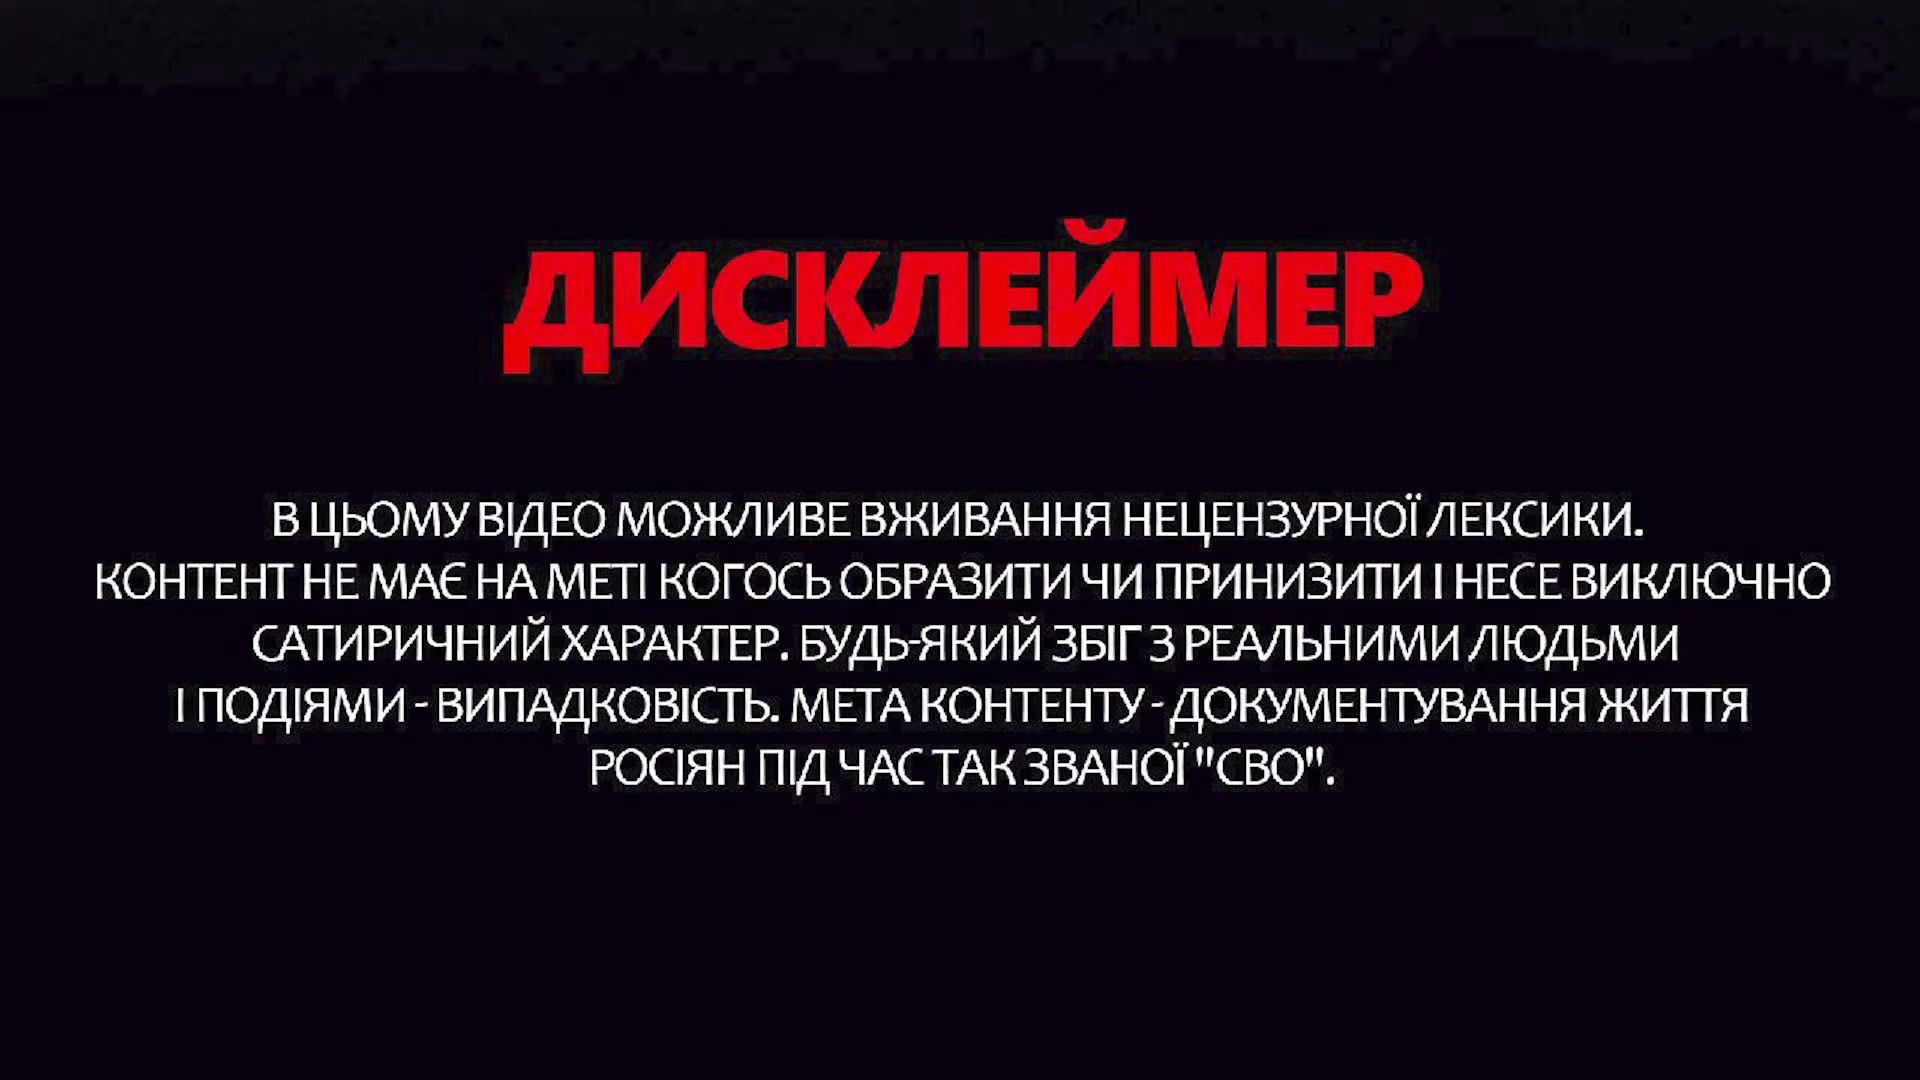 ДИСКЛЕЙМЕР
В ЦЬОМУ ВІДЕО МОЖЛИВЕ ВЖИВАННЯ НЕЦЕНЗУРНОЇ ЛЕКСИКИ.
КОНТЕНТ НЕ МАЄ НА МЕТІ КОГОСЬ ОБРАЗИТИ ЧИ ПРИНИЗИТИ І НЕСЕ ВИКЛЮЧНО
САТИРИЧНИЙ ХАРАКТЕР. БУДЬ-ЯКИЙ ЗБІГ З РЕАЛЬНИМИ ЛЮДЬМИ
І ПОДІЯМИ - ВИПАДКОВІСТЬ. МЕТА КОНТЕНТУ - ДОКУМЕНТУВАННЯ ЖИТТЯ
РОСІЯН ПІД ЧАС ТАК ЗВАНОЇ "СВО".